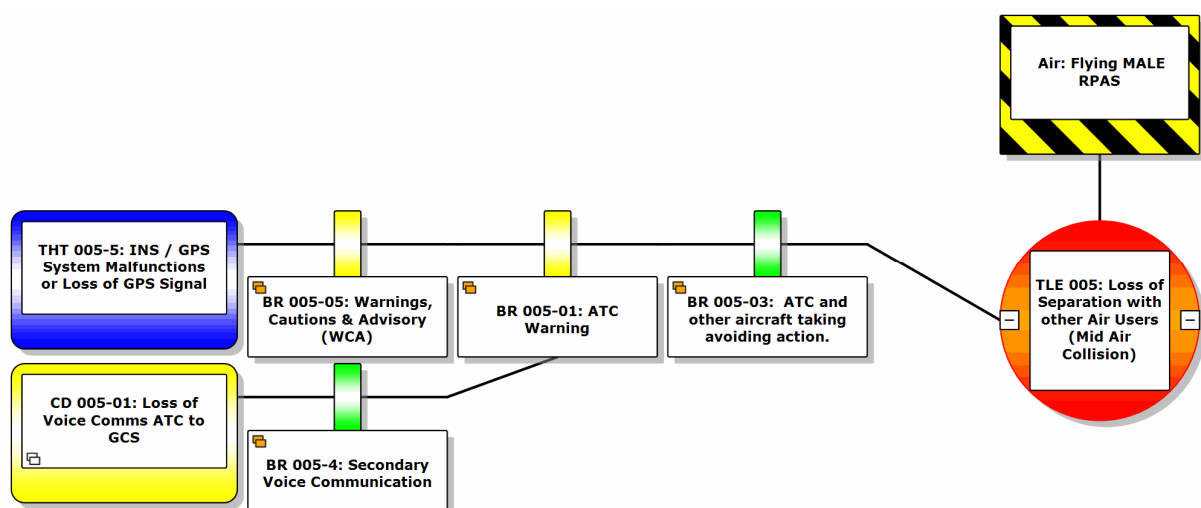 Air: Flying MALE
RPAS
THT 005-5: INS / GPS
System Malfunctions
or Loss of GPS Signal
BR 005-05: Warnings,
Cautions & Advisory
(WCA)
BR 005-01: ATC
Warning
BR 005-03:  ATC and
other aircraft taking
avoiding action.
TLE 005: Loss of
Separation with
other Air Users
(Mid Air
Collision)
CD 005-01: Loss of
Voice Comms ATC to
GCS
BR 005-4: Secondary
Voice Communication